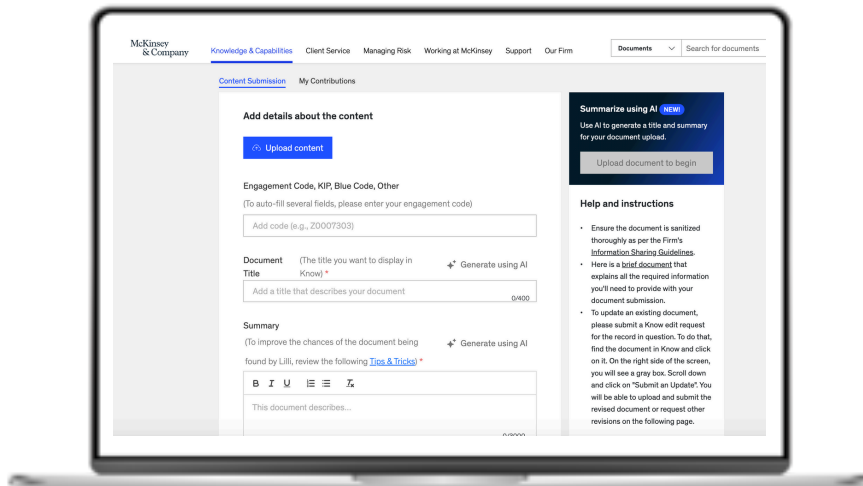 McKinsey
& Company
Knowledge & Capabilities
Client Service
Managing Risk
Working at McKinsey
Support
Our Firm
Documents
Search for documents
Content Submission
My Contributions
Add details about the content
Upload content
Engagement Code, KIP, Blue Code, Other
(To auto-fill several fields, please enter your engagement code)
Add code (e.g., Z0007303)
Document
Title
(The title you want to display in
Know) *
Generate using AI
Add a title that describes your document
0/400
Summary
(To improve the chances of the document being
found by Lilli, review the following Tips & Tricks) *
Generate using AI
B I U
This document describes...
Summarize using AI NEW!
Use AI to generate a title and summary
for your document upload.
Upload document to begin
Help and instructions
• Ensure the document is sanitized
thoroughly as per the Firm's
Information Sharing Guidelines.
• Here is a brief document that
explains all the required information
you'll need to provide with your
document submission.
• To update an existing document,
please submit a Know edit request
for the record in question. To do that,
find the document in Know and click
on it. On the right side of the screen,
you will see a gray box. Scroll down
and click on "Submit an Update". You
will be able to upload and submit the
revised document or request other
revisions on the following page.